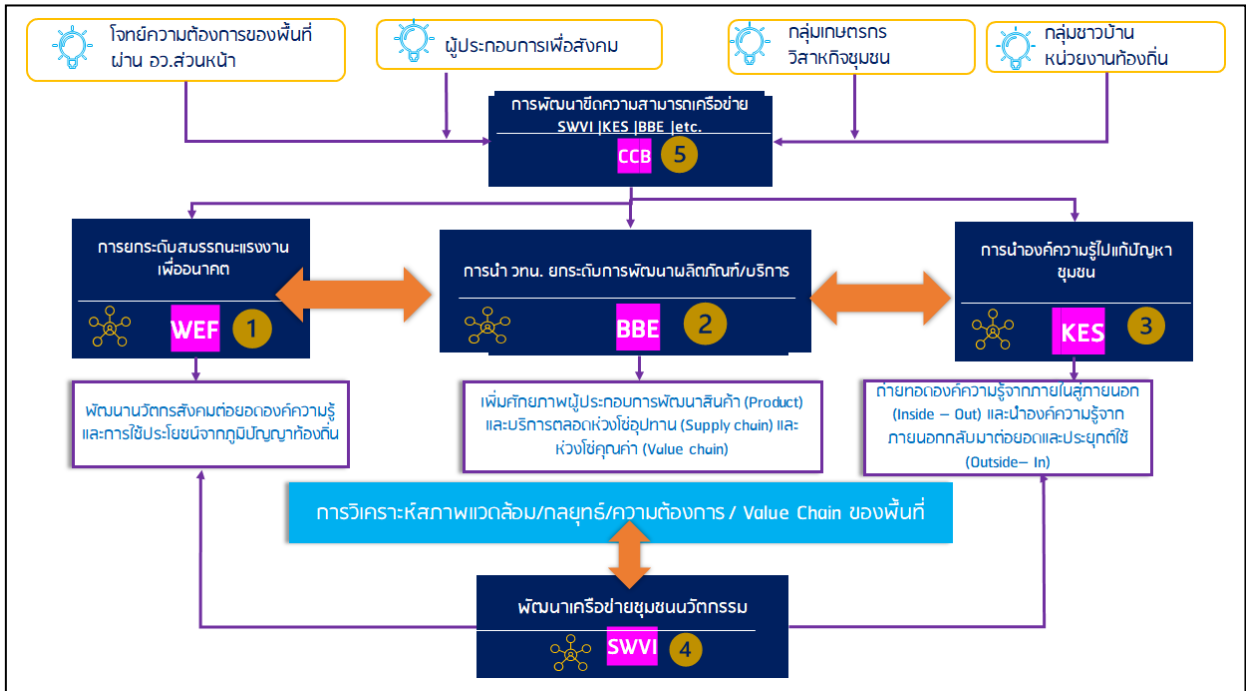 โจทย์ความต้องการของพื้นที่
ผ่าน อว.ส่วนหน้า
ผู้ประกอบการเพื่อสังคม
กลุ่มเกษตรกร
วิสาหกิจชุมชน
กลุ่มชาวบ้าน
หน่วยงานท้องถิ่น
การพัฒนาขีดความสามารถเครือข่าย
SWVI |KES |BBE |etc.
CCB 5
การยกระดับสมรรถนะแรงงาน
เพื่ออนาคต
WEF 1
การนำ วทน. ยกระดับการพัฒนาผลิตภัณฑ์/บริการ
BBE 2
การนำองค์ความรู้ไปแก้ปัญหา
ชุมชน
KES 3
พัฒนานวัตกรสังคมต่อยอดองค์ความรู้
และการใช้ประโยชน์จากภูมิปัญญาท้องถิ่น
เพิ่มศักยภาพผู้ประกอบการพัฒนาสินค้า (Product)
และบริการตลอดห่วงโซ่อุปทาน (Supply chain) และ
ห่วงโซ่คุณค่า (Value chain)
ถ่ายทอดองค์ความรู้จากภายในสู่ภายนอก
(Inside – Out) และนำองค์ความรู้จาก
ภายนอกกลับมาต่อยอดและประยุกต์ใช้
(Outside– In)
การวิเคราะห์สภาพแวดล้อม/กลยุทธ์/ความต้องการ / Value Chain ของพื้นที่
พัฒนาเครือข่ายชุมชนนวัตกรรม
SWVI 4